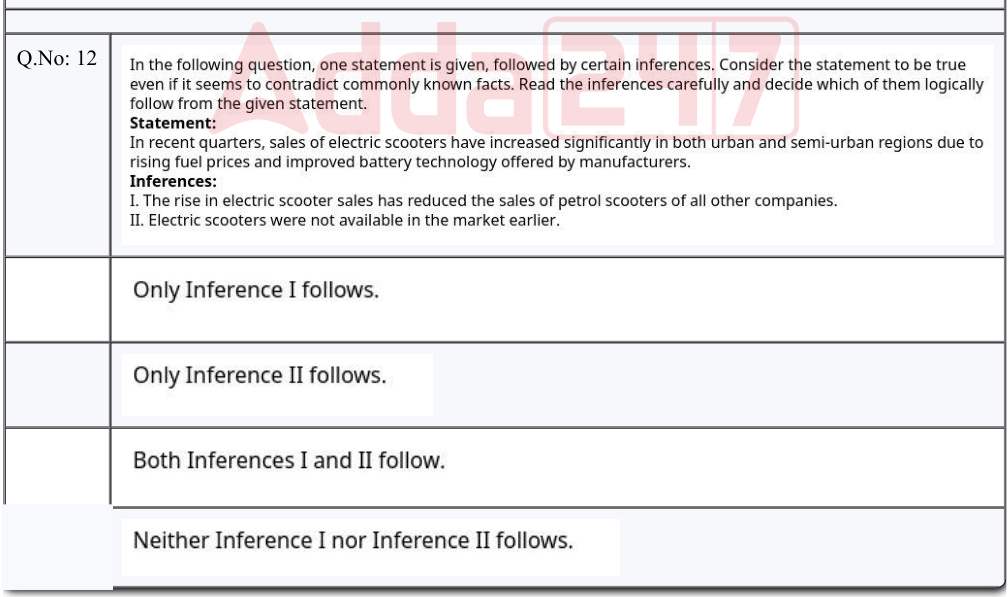 Adda247
Q.No: 12
In the following question, one statement is given, followed by certain inferences. Consider the statement to be true
even if it seems to contradict commonly known facts. Read the inferences carefully and decide which of them logically
follow from the given statement.
Statement:
In recent quarters, sales of electric scooters have increased significantly in both urban and semi-urban regions due to
rising fuel prices and improved battery technology offered by manufacturers.
Inferences:
I. The rise in electric scooter sales has reduced the sales of petrol scooters of all other companies.
II. Electric scooters were not available in the market earlier.
Only Inference I follows.
Only Inference II follows.
Both Inferences I and II follow.
Neither Inference I nor Inference II follows.